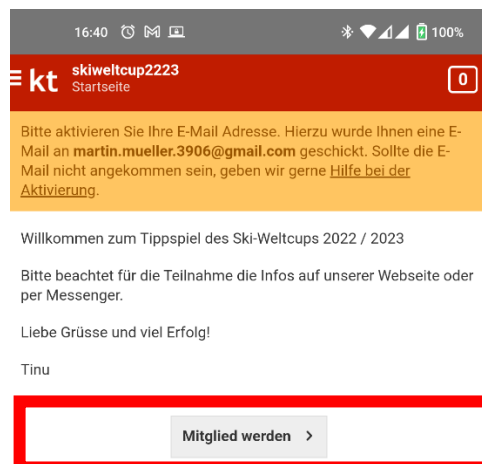 16:40 100%
kt skiweltcup2223 0
Startseite
Bitte aktivieren Sie Ihre E-Mail Adresse. Hierzu wurde Ihnen eine E-
Mail an martin.mueller.3906@gmail.com geschickt. Sollte die E-
Mail nicht angekommen sein, geben wir gerne Hilfe bei der
Aktivierung.
Willkommen zum Tippspiel des Ski-Weltcups 2022 / 2023
Bitte beachtet für die Teilnahme die Infos auf unserer Webseite oder
per Messenger.
Liebe Grüsse und viel Erfolg!
Tinu
Mitglied werden